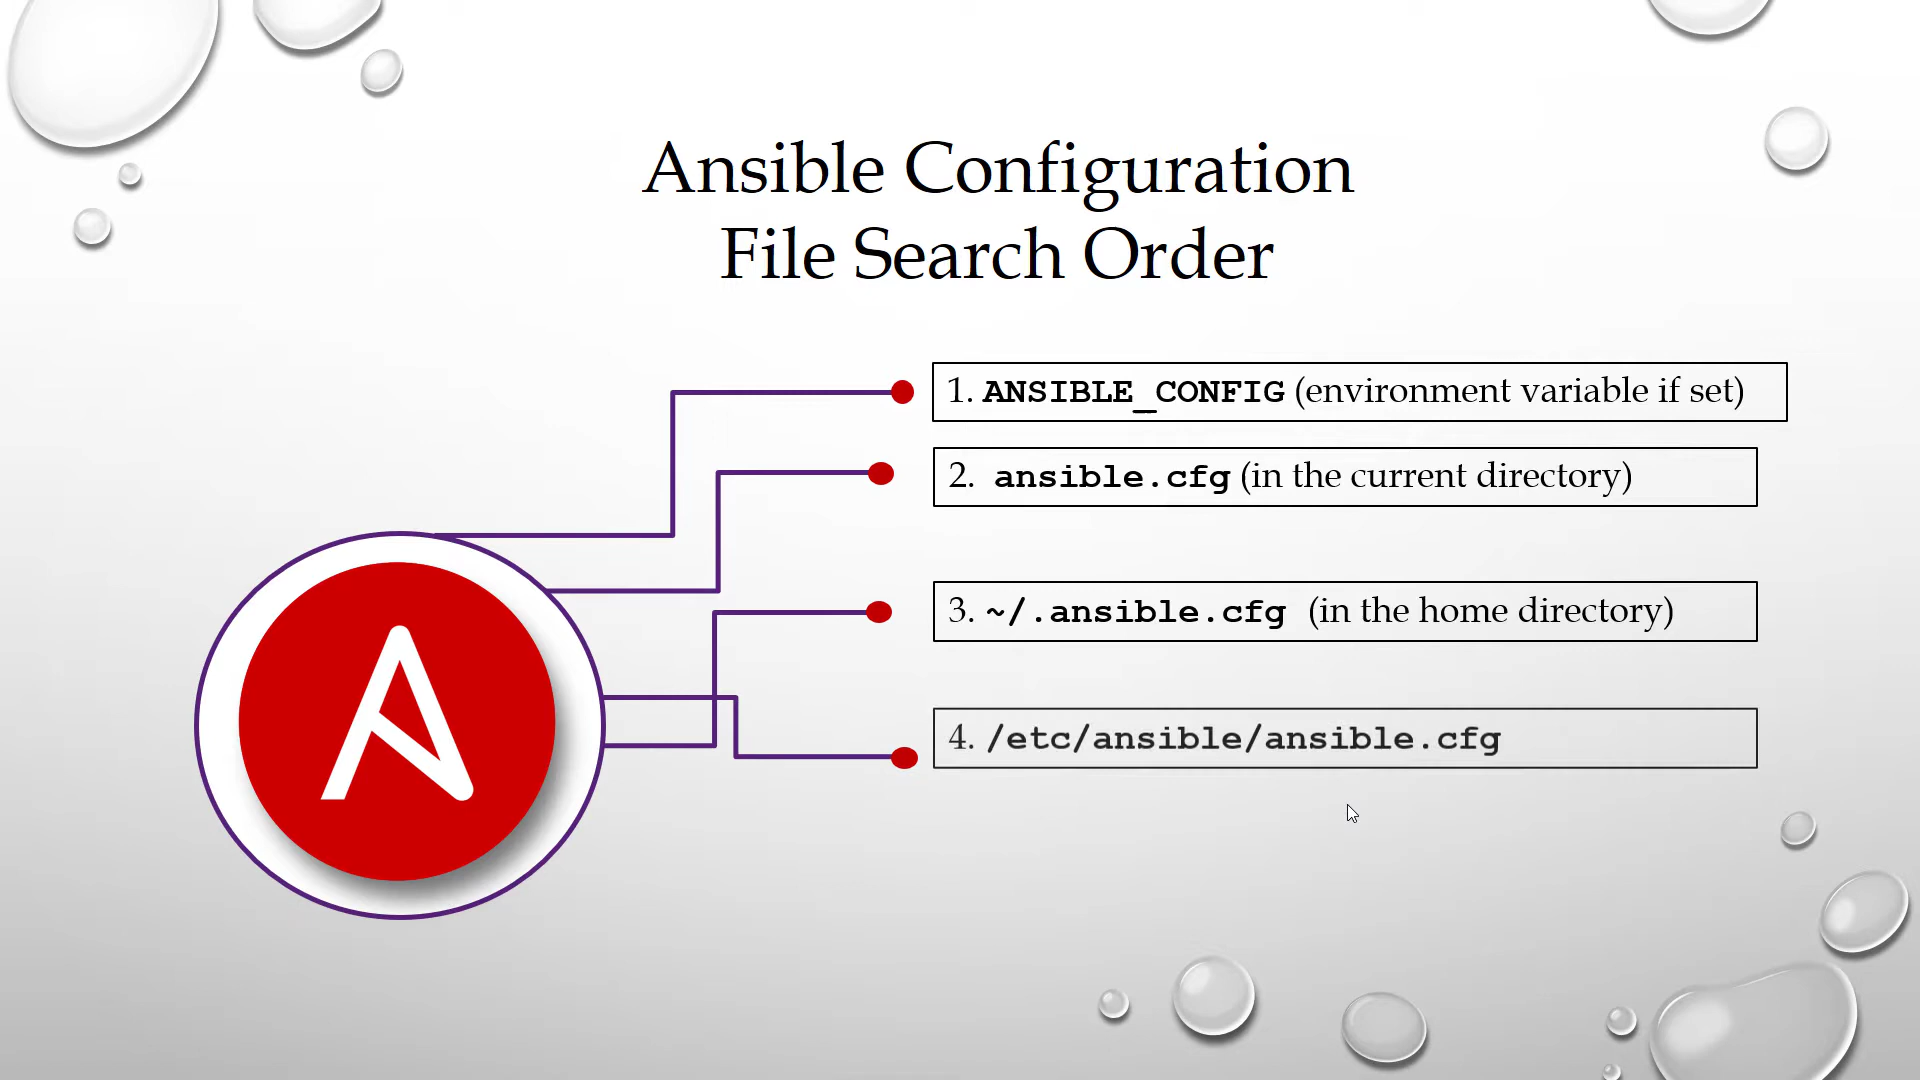 Ansible Configuration
File Search Order
1. ANSIBLE_CONFIG (environment variable if set)
2. ansible.cfg (in the current directory)
3. ~/.ansible.cfg (in the home directory)
4. /etc/ansible/ansible.cfg